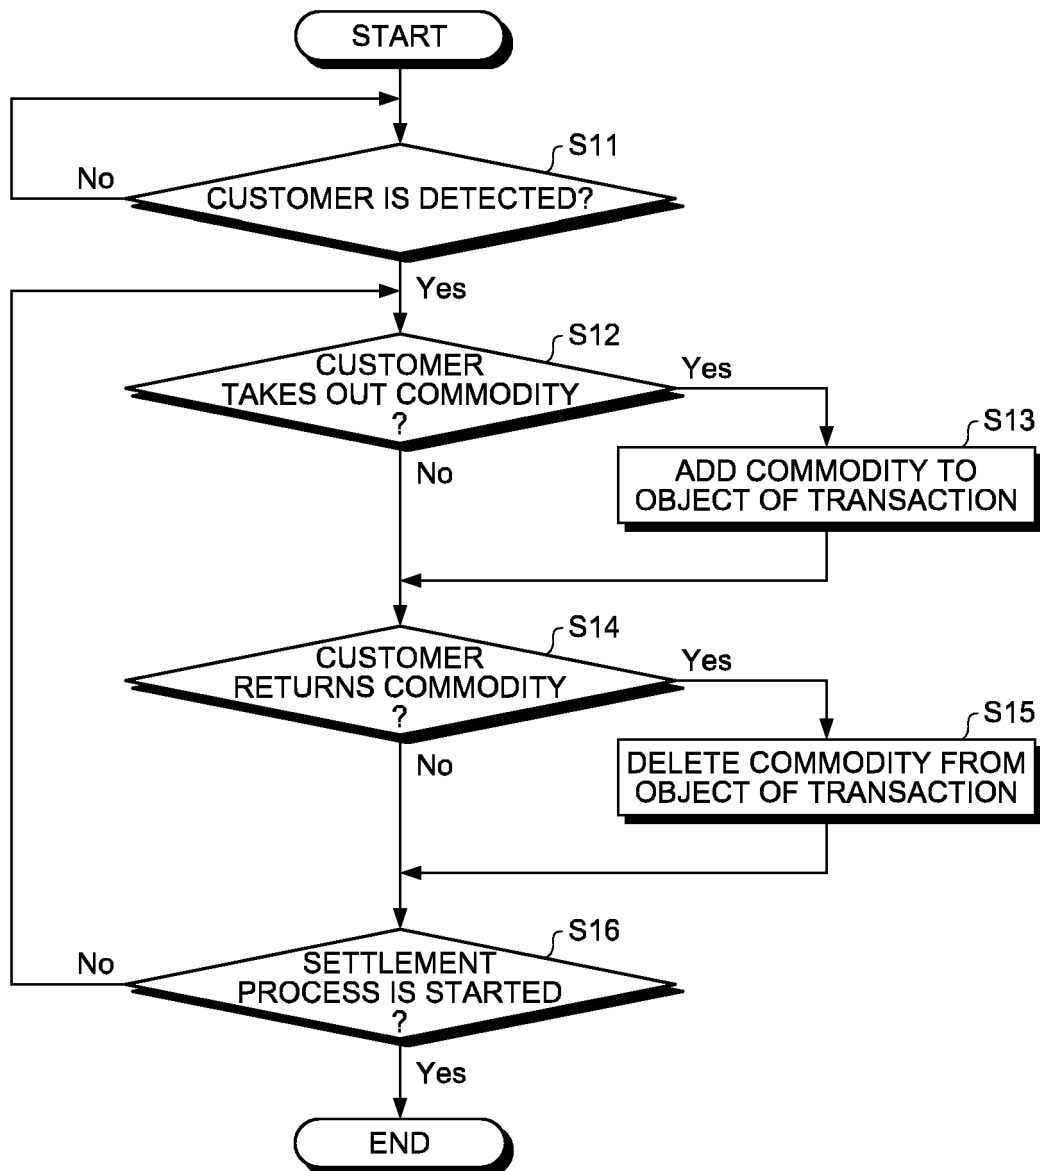 START
S11
No
CUSTOMER IS DETECTED?
Yes
S12
CUSTOMER
TAKES OUT COMMODITY
?
Yes
No
S13
ADD COMMODITY TO
OBJECT OF TRANSACTION
S14
CUSTOMER
RETURNS COMMODITY
?
Yes
No
S15
DELETE COMMODITY FROM
OBJECT OF TRANSACTION
S16
No
SETTLEMENT
PROCESS IS STARTED
?
Yes
END